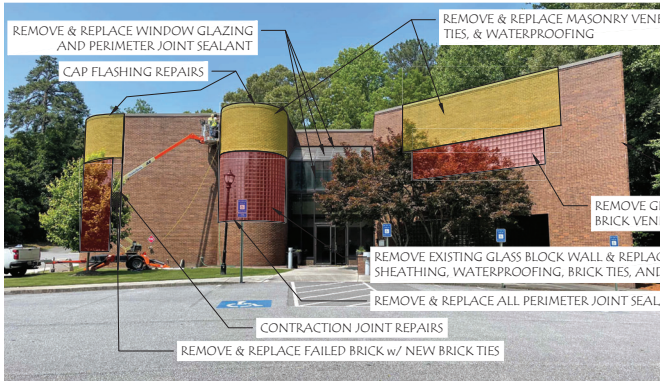 REMOVE & REPLACE WINDOW GLAZING
AND PERIMETER JOINT SEALANT
REMOVE & REPLACE MASONRY VENE
TIES, & WATERPROOFING
CAP FLASHING REPAIRS
REMOVE G
BRICK VEN
REMOVE EXISTING GLASS BLOCK WALL & REPLAC
SHEATHING, WATERPROOFING, BRICK TIES, AND
REMOVE & REPLACE ALL PERIMETER JOINT SEAL
CONTRACTION JOINT REPAIRS
REMOVE & REPLACE FAILED BRICK w/ NEW BRICK TIES